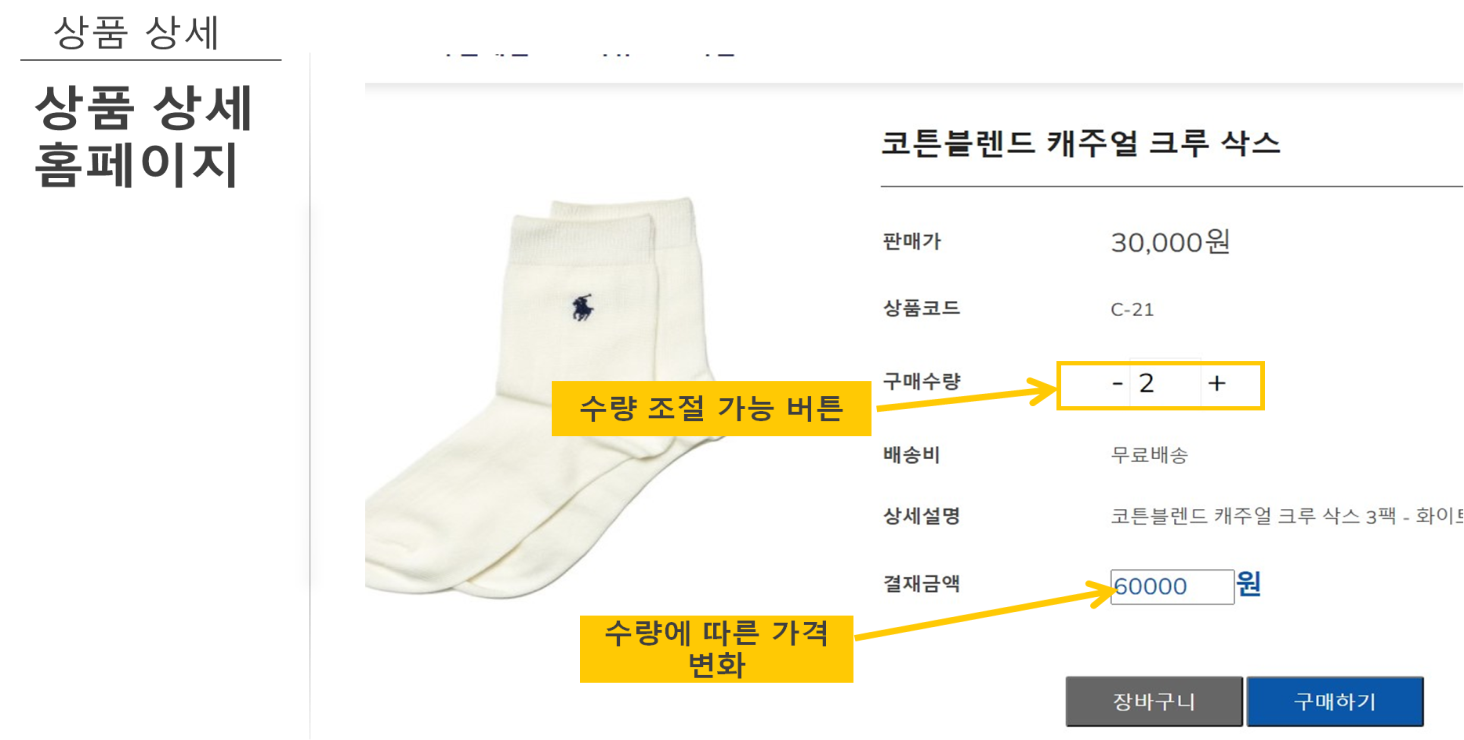 상품 상세
상품 상세
홈페이지
코튼블렌드 캐주얼 크루 삭스
판매가 30,000원
상품코드 C-21
구매수량 - 2 +
수량 조절 가능 버튼
배송비 무료배송
상세설명 코튼블렌드 캐주얼 크루 삭스 3팩 - 화이트
결재금액 60000원
수량에 따른 가격
변화
장바구니 구매하기